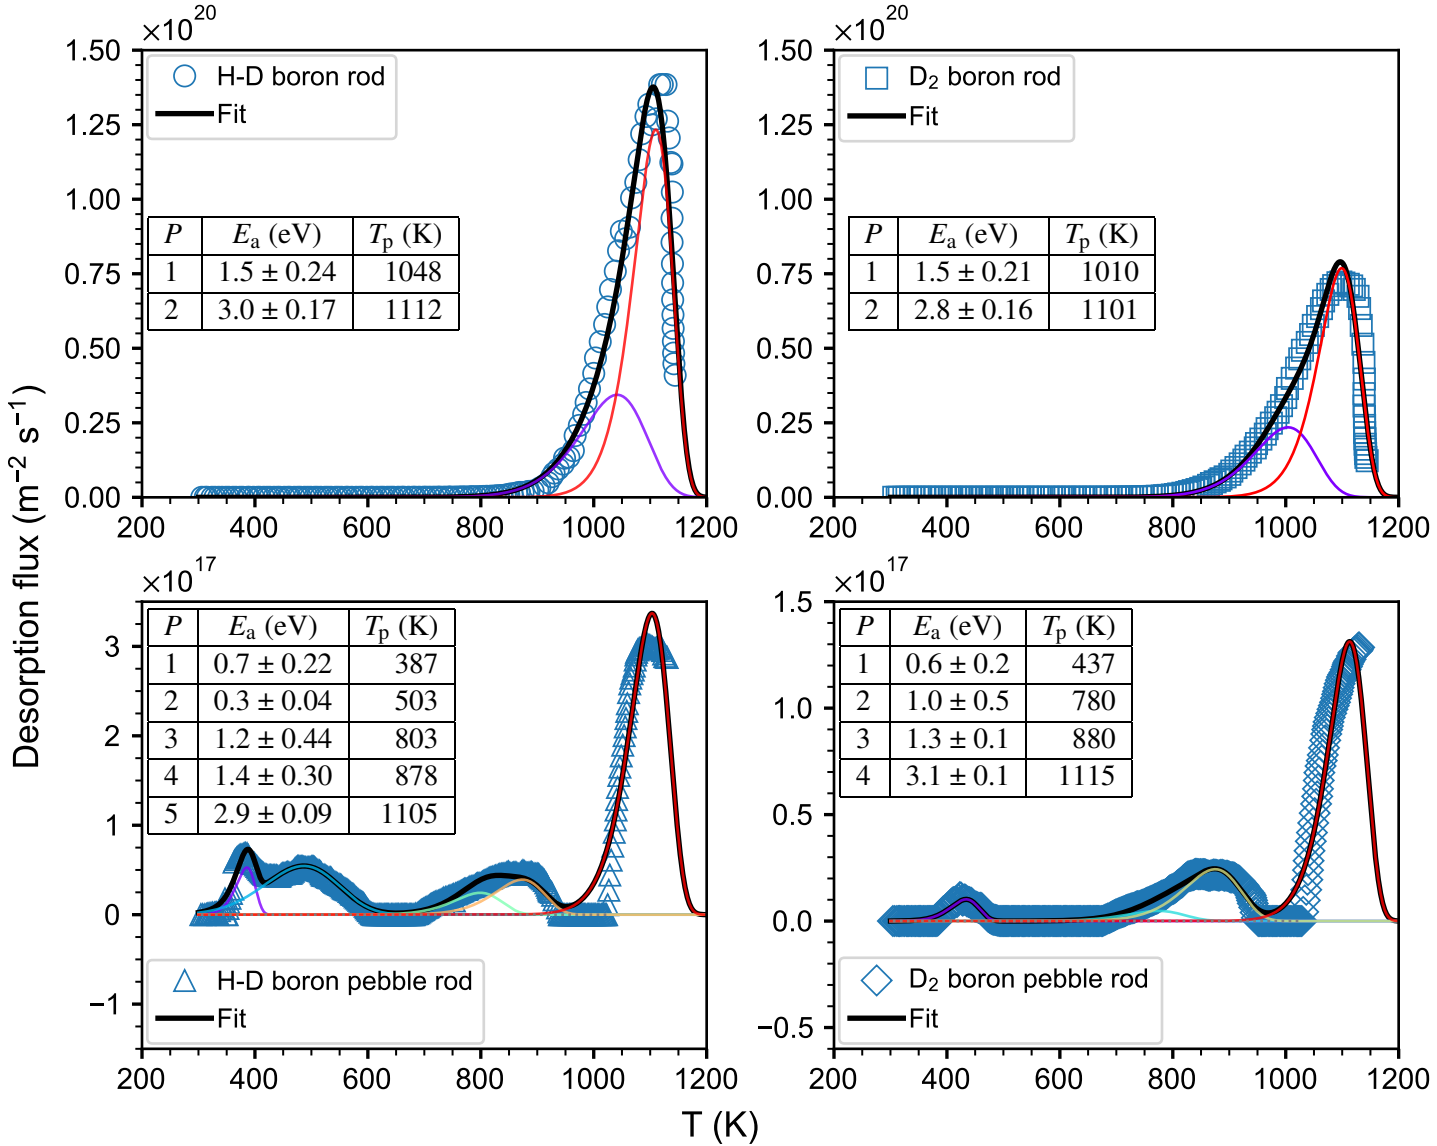 ×10²⁰
1.50
1.25
1.00
0.75
0.50
0.25
0.00
200 400 600 800 1000 1200
H-D boron rod
Fit
P Eₐ (eV) Tₚ (K)
1 1.5 ± 0.24 1048
2 3.0 ± 0.17 1112
×10²⁰
1.50
1.25
1.00
0.75
0.50
0.25
0.00
200 400 600 800 1000 1200
D₂ boron rod
Fit
P Eₐ (eV) Tₚ (K)
1 1.5 ± 0.21 1010
2 2.8 ± 0.16 1101
Desorption flux (m⁻² s⁻¹)
×10¹⁷
3
2
1
0
−1
200 400 600 800 1000 1200
P Eₐ (eV) Tₚ (K)
1 0.7 ± 0.22 387
2 0.3 ± 0.04 503
3 1.2 ± 0.44 803
4 1.4 ± 0.30 878
5 2.9 ± 0.09 1105
H-D boron pebble rod
Fit
×10¹⁷
1.5
1.0
0.5
0.0
−0.5
200 400 600 800 1000 1200
P Eₐ (eV) Tₚ (K)
1 0.6 ± 0.2 437
2 1.0 ± 0.5 780
3 1.3 ± 0.1 880
4 3.1 ± 0.1 1115
D₂ boron pebble rod
Fit
T (K)